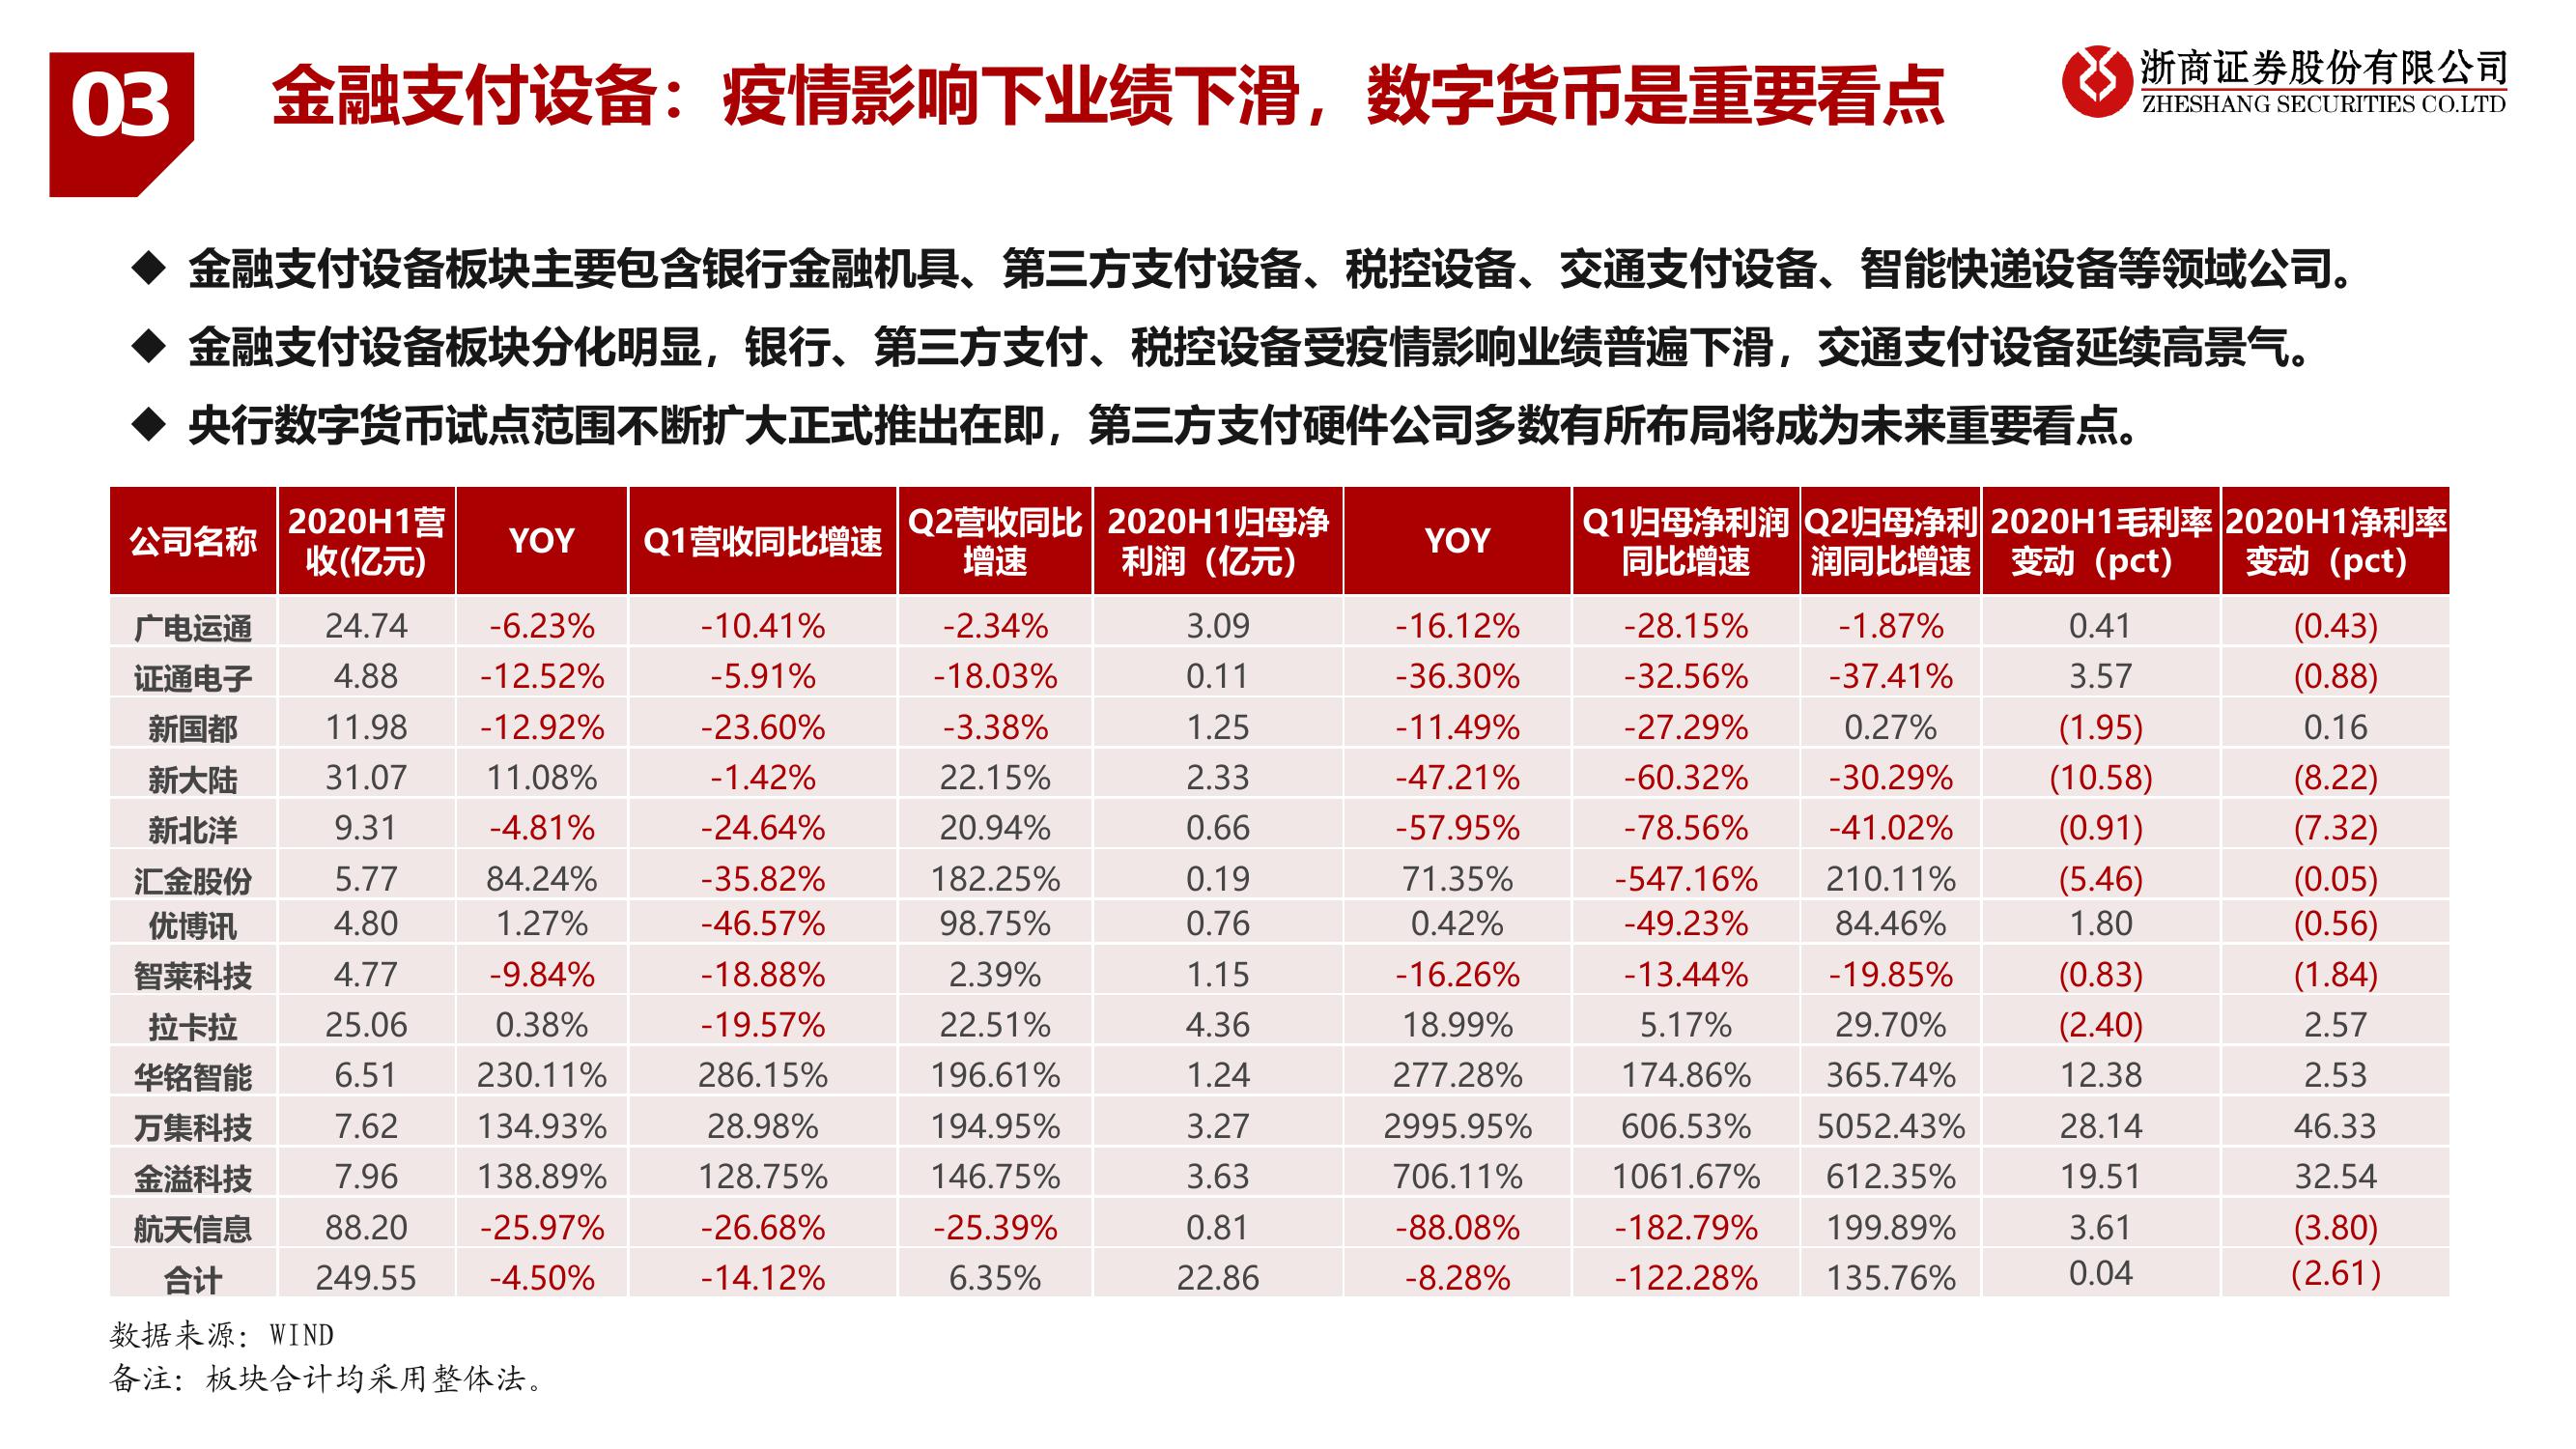 03
金融支付设备：疫情影响下业绩下滑，数字货币是重要看点
浙商证券股份有限公司
ZHESHANG SECURITIES CO.LTD
◆ 金融支付设备板块主要包含银行金融机具、第三方支付设备、税控设备、交通支付设备、智能快递设备等领域公司。
◆ 金融支付设备板块分化明显，银行、第三方支付、税控设备受疫情影响业绩普遍下滑，交通支付设备延续高景气。
◆ 央行数字货币试点范围不断扩大正式推出在即，第三方支付硬件公司多数有所布局将成为未来重要看点。
公司名称 2020H1营收(亿元) YOY Q1营收同比增速 Q2营收同比增速 2020H1归母净利润（亿元） YOY Q1归母净利润同比增速 Q2归母净利润同比增速 2020H1毛利率变动（pct） 2020H1净利率变动（pct）
广电运通 24.74 -6.23% -10.41% -2.34% 3.09 -16.12% -28.15% -1.87% 0.41 (0.43)
证通电子 4.88 -12.52% -5.91% -18.03% 0.11 -36.30% -32.56% -37.41% 3.57 (0.88)
新国都 11.98 -12.92% -23.60% -3.38% 1.25 -11.49% -27.29% 0.27% (1.95) 0.16
新大陆 31.07 11.08% -1.42% 22.15% 2.33 -47.21% -60.32% -30.29% (10.58) (8.22)
新北洋 9.31 -4.81% -24.64% 20.94% 0.66 -57.95% -78.56% -41.02% (0.91) (7.32)
汇金股份 5.77 84.24% -35.82% 182.25% 0.19 71.35% -547.16% 210.11% (5.46) (0.05)
优博讯 4.80 1.27% -46.57% 98.75% 0.76 0.42% -49.23% 84.46% 1.80 (0.56)
智莱科技 4.77 -9.84% -18.88% 2.39% 1.15 -16.26% -13.44% -19.85% (0.83) (1.84)
拉卡拉 25.06 0.38% -19.57% 22.51% 4.36 18.99% 5.17% 29.70% (2.40) 2.57
华铭智能 6.51 230.11% 286.15% 196.61% 1.24 277.28% 174.86% 365.74% 12.38 2.53
万集科技 7.62 134.93% 28.98% 194.95% 3.27 2995.95% 606.53% 5052.43% 28.14 46.33
金溢科技 7.96 138.89% 128.75% 146.75% 3.63 706.11% 1061.67% 612.35% 19.51 32.54
航天信息 88.20 -25.97% -26.68% -25.39% 0.81 -88.08% -182.79% 199.89% 3.61 (3.80)
合计 249.55 -4.50% -14.12% 6.35% 22.86 -8.28% -122.28% 135.76% 0.04 (2.61)
数据来源：WIND
备注：板块合计均采用整体法。